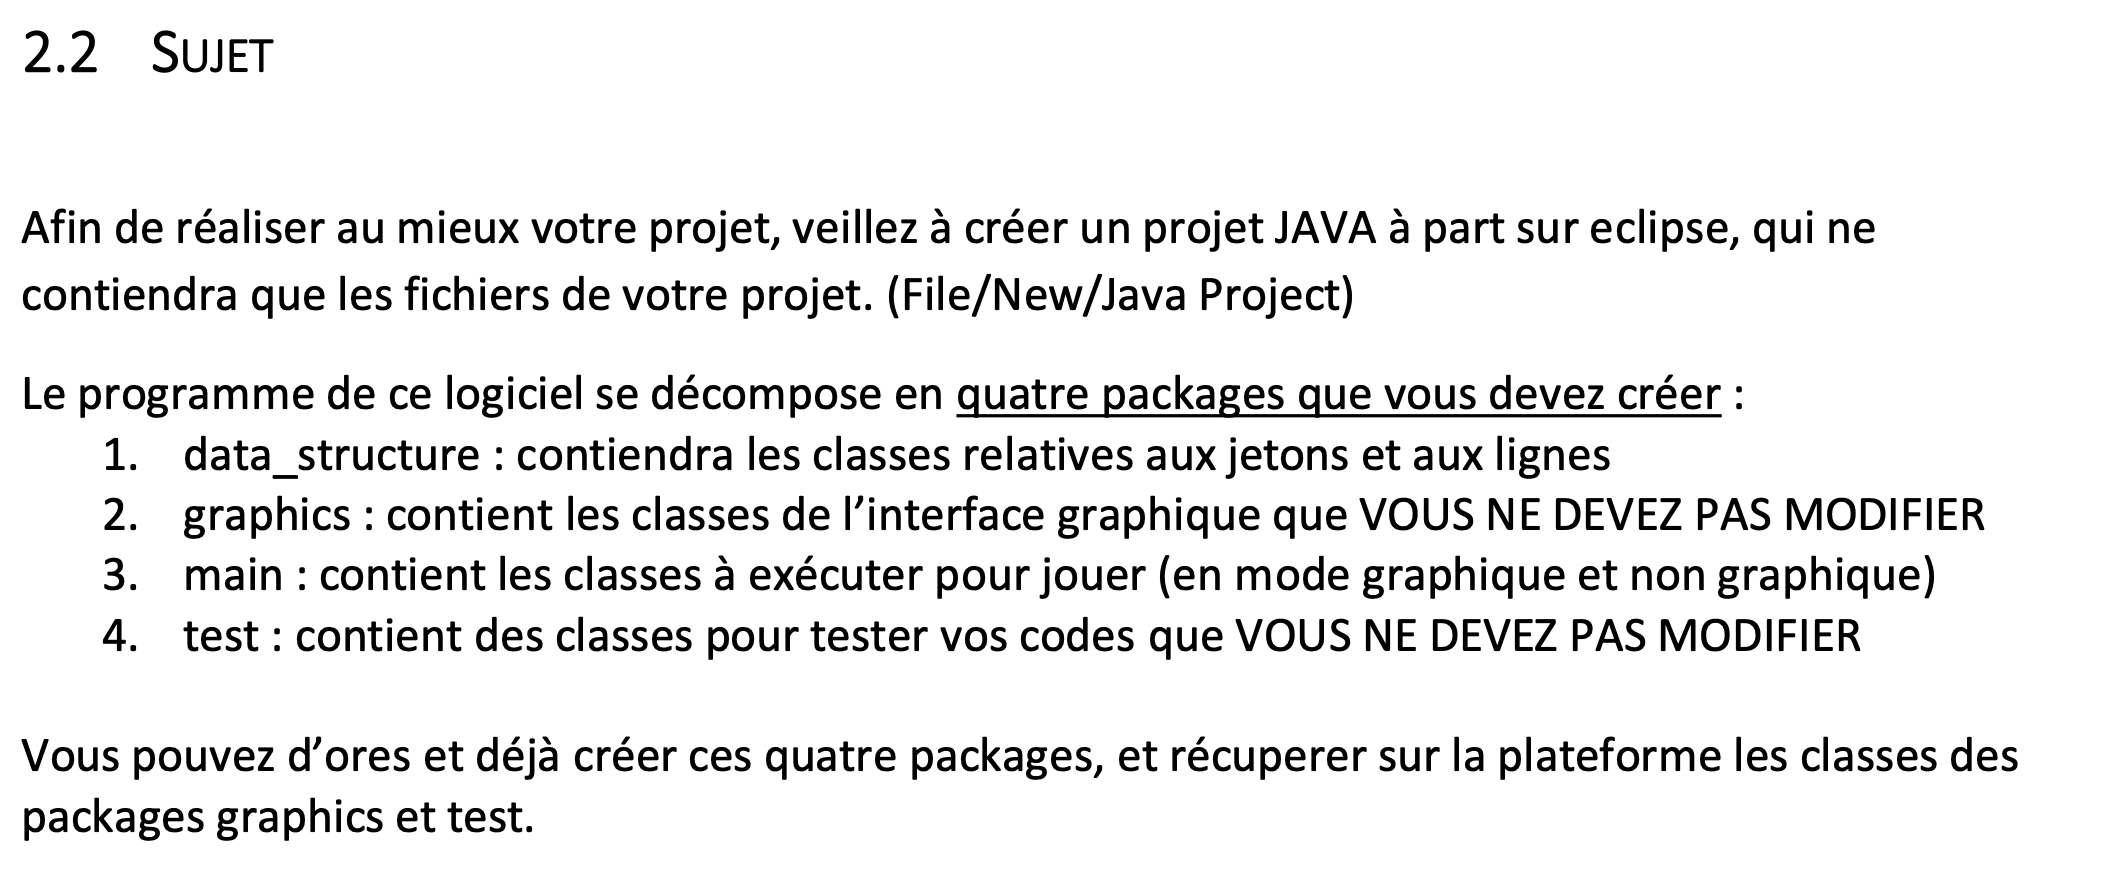 2.2 SUJET
Afin de réaliser au mieux votre projet, veillez à créer un projet JAVA à part sur eclipse, qui ne
contiendra que les fichiers de votre projet. (File/New/Java Project)
Le programme de ce logiciel se décompose en quatre packages que vous devez créer :
1. data_structure : contiendra les classes relatives aux jetons et aux lignes
2. graphics : contient les classes de l’interface graphique que VOUS NE DEVEZ PAS MODIFIER
3. main : contient les classes à exécuter pour jouer (en mode graphique et non graphique)
4. test : contient des classes pour tester vos codes que VOUS NE DEVEZ PAS MODIFIER
Vous pouvez d’ores et déjà créer ces quatre packages, et récuperer sur la plateforme les classes des
packages graphics et test.